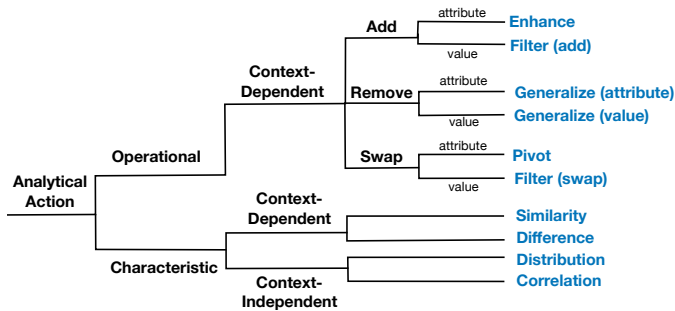 attribute
Enhance
Add
value
Filter (add)
Context-
Dependent
attribute
Remove
Generalize (attribute)
value
Generalize (value)
Operational
attribute
Swap
Pivot
value
Filter (swap)
Analytical
Action
Context-
Dependent
Similarity
Difference
Characteristic
Context-
Independent
Distribution
Correlation